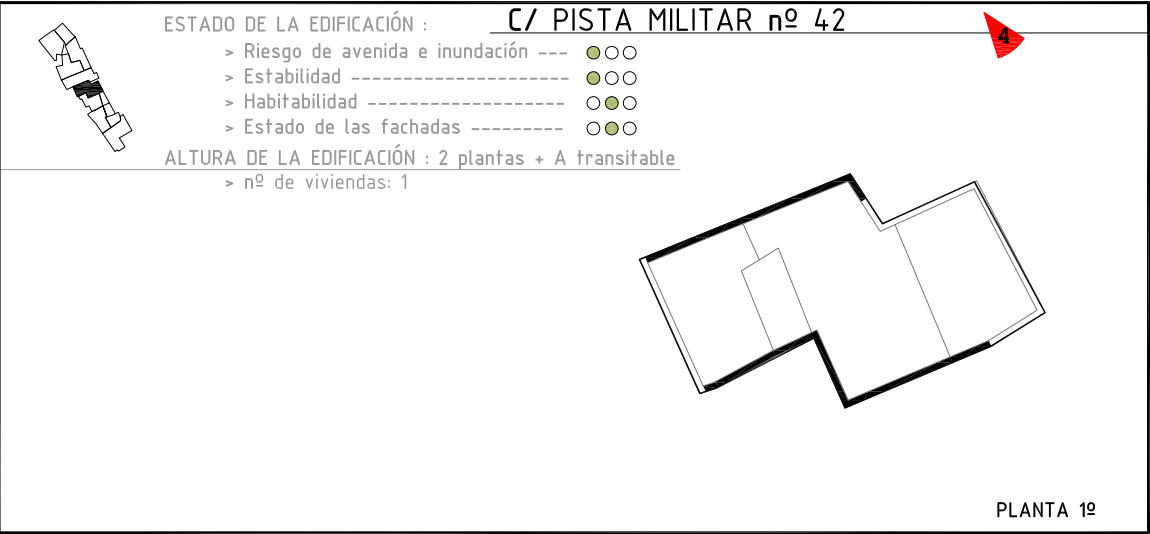 C/ PISTA MILITAR nº 42
4
ESTADO DE LA EDIFICACIÓN :
> Riesgo de avenida e inundación ---
> Estabilidad --------------------
> Habitabilidad ------------------
> Estado de las fachadas ---------
ALTURA DE LA EDIFICACIÓN : 2 plantas + A transitable
> nº de viviendas: 1
PLANTA 1º